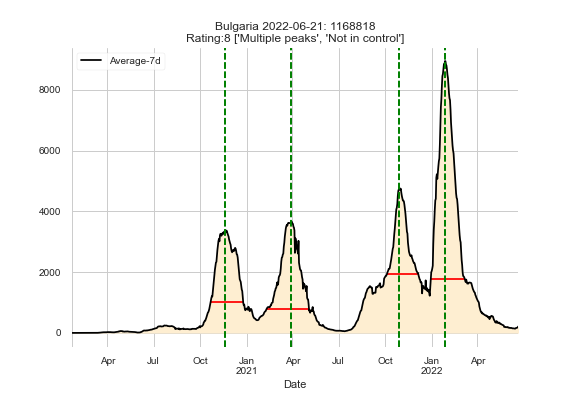 Bulgaria 2022-06-21: 1168818
Rating:8 ['Multiple peaks', 'Not in control']
Average-7d
8000
6000
4000
2000
0
Apr Jul Oct Jan Apr Jul Oct Jan Apr
2021 2022
Date